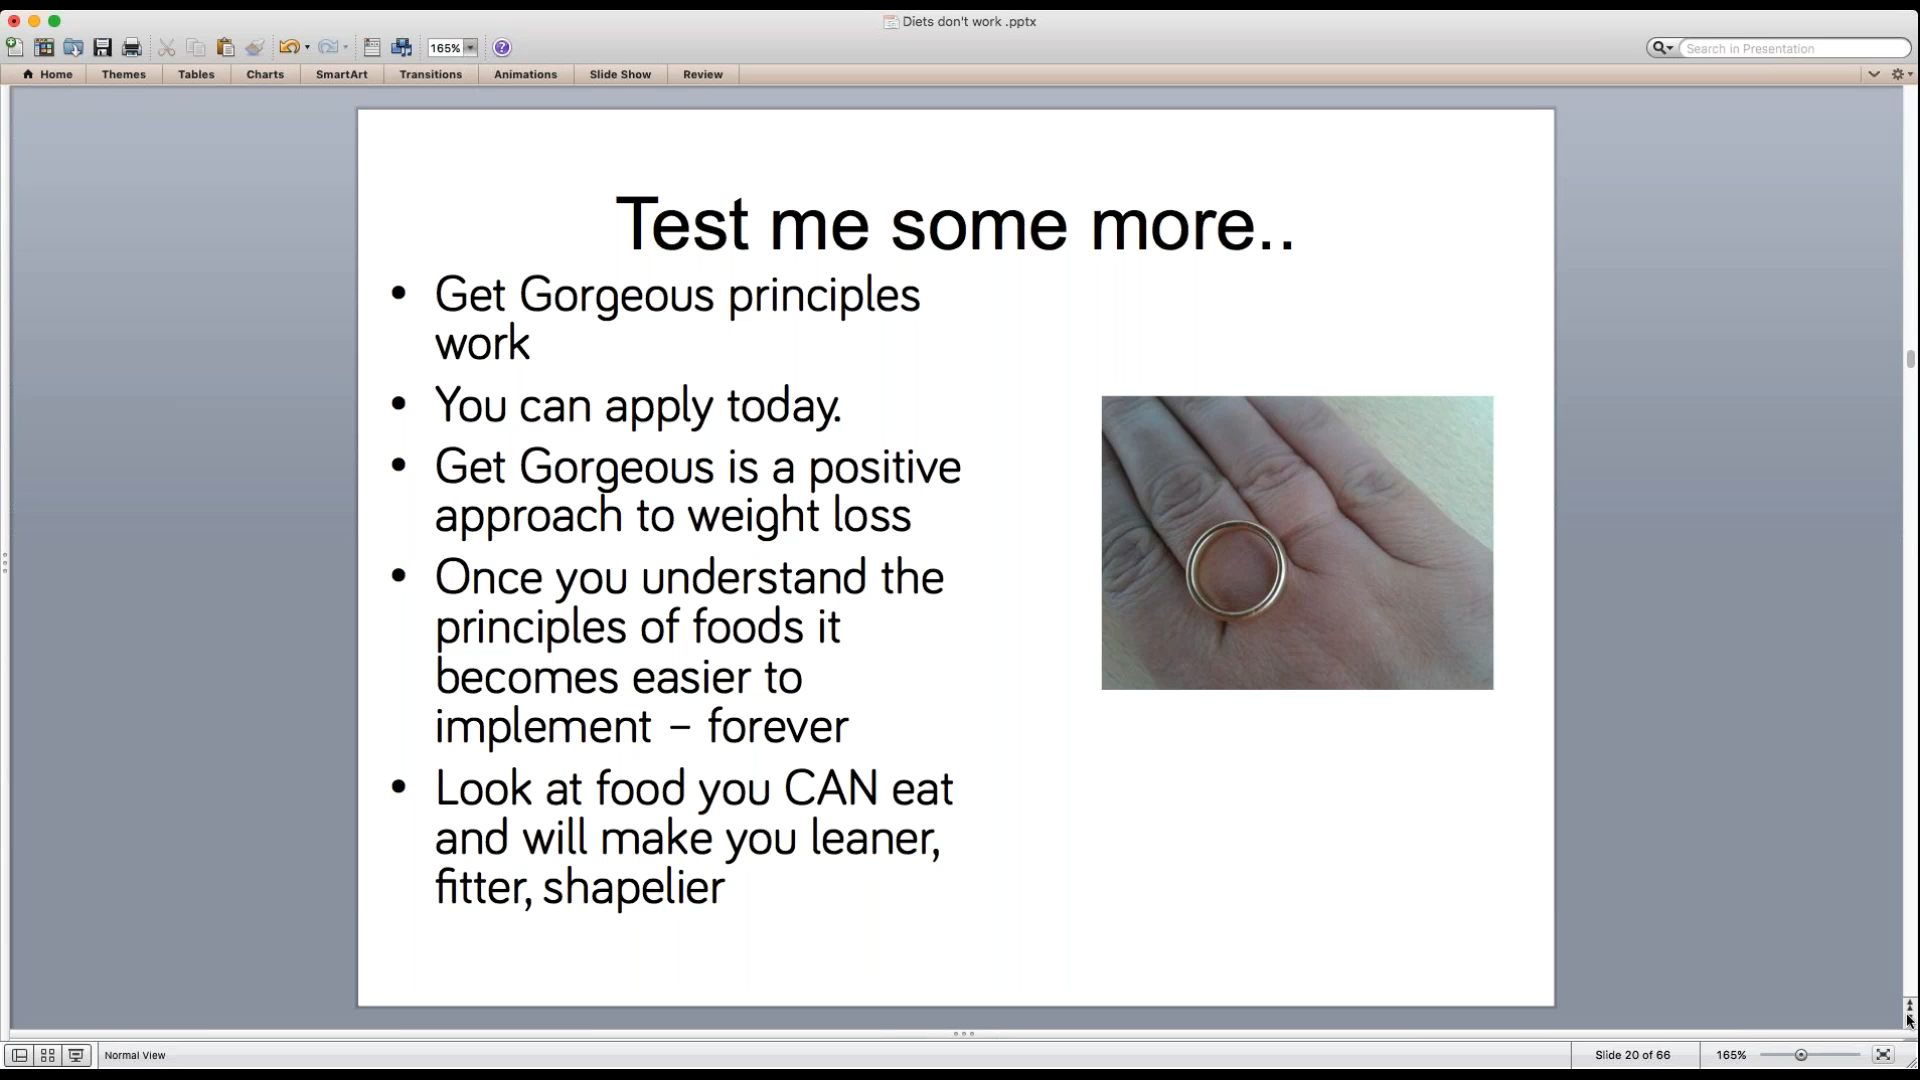 Diets don't work .pptx
165%
Search in Presentation
Home Themes Tables Charts SmartArt Transitions Animations Slide Show Review
Test me some more..
• Get Gorgeous principles
work
• You can apply today.
• Get Gorgeous is a positive
approach to weight loss
• Once you understand the
principles of foods it
becomes easier to
implement – forever
• Look at food you CAN eat
and will make you leaner,
fitter, shapelier
Normal View Slide 20 of 66 165%